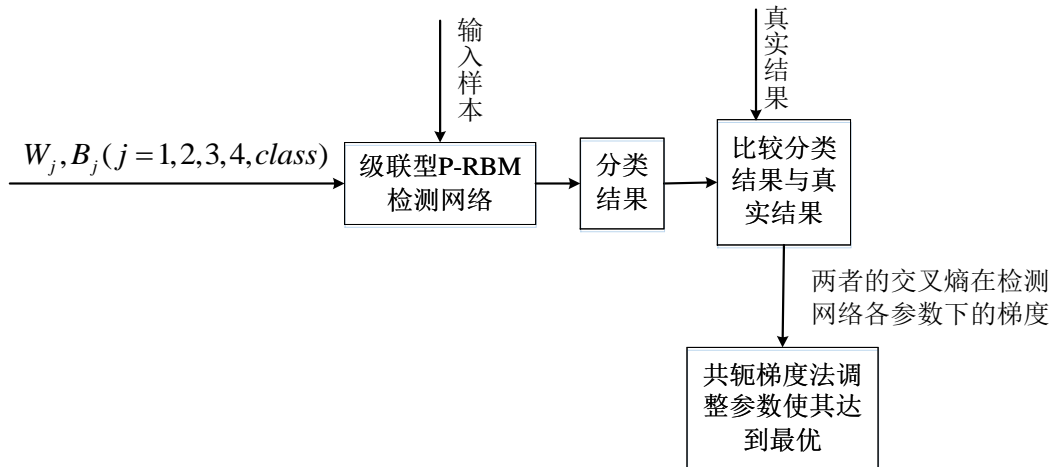 输入样本
真实结果
W_j, B_j (j = 1, 2, 3, 4, class)
级联型P-RBM
检测网络
分类
结果
比较分类
结果与真
实结果
两者的交叉熵在检测
网络各参数下的梯度
共轭梯度法调
整参数使其达
到最优